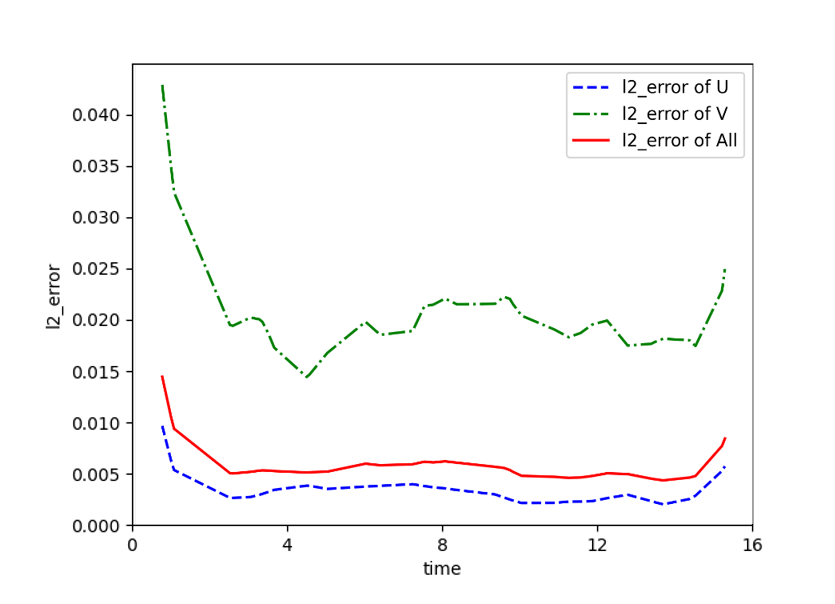 l2_error of U
l2_error of V
l2_error of All
0.040
0.035
0.030
0.025
0.020
0.015
0.010
0.005
0.000
l2_error
0
4
8
12
16
time